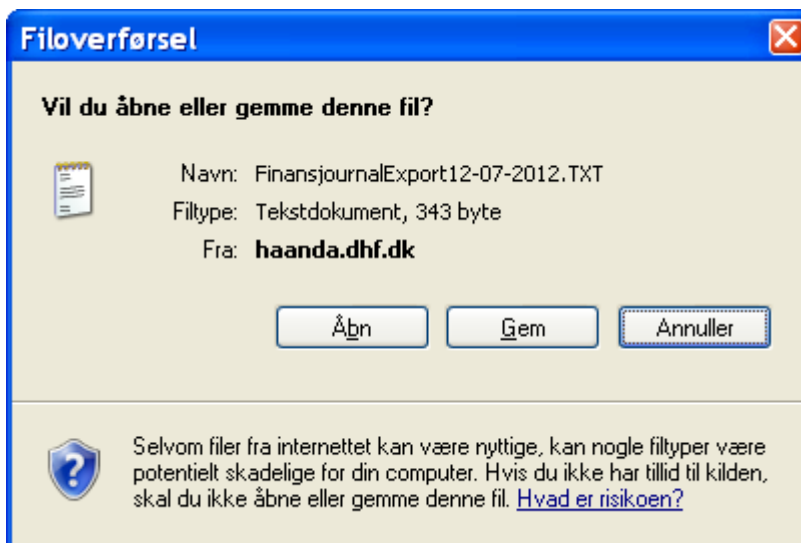 Filoverførsel
Vil du åbne eller gemme denne fil?
Navn: FinansjournalExport12-07-2012.TXT
Filtype: Tekstdokument, 343 byte
Fra: haanda.dhf.dk
Åbn Gem Annuller
Selvom filer fra internettet kan være nyttige, kan nogle filtyper være
potentielt skadelige for din computer. Hvis du ikke har tillid til kilden,
skal du ikke åbne eller gemme denne fil. Hvad er risikoen?